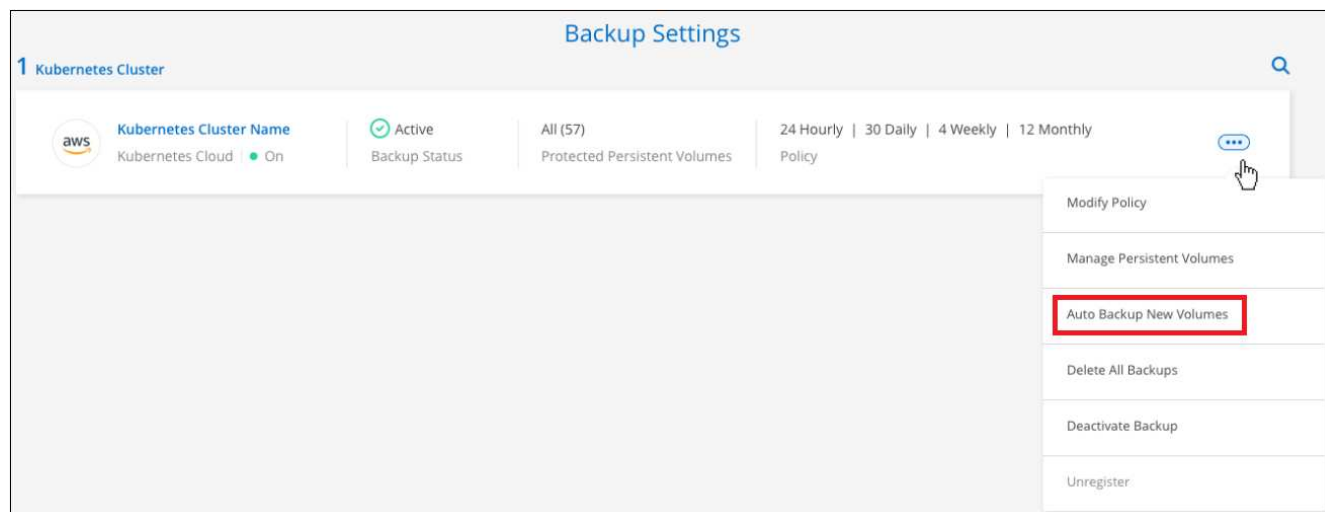 Backup Settings
1 Kubernetes Cluster
aws
Kubernetes Cluster Name
Kubernetes Cloud | On
Active
Backup Status
All (57)
Protected Persistent Volumes
24 Hourly | 30 Daily | 4 Weekly | 12 Monthly
Policy
Modify Policy
Manage Persistent Volumes
Auto Backup New Volumes
Delete All Backups
Deactivate Backup
Unregister